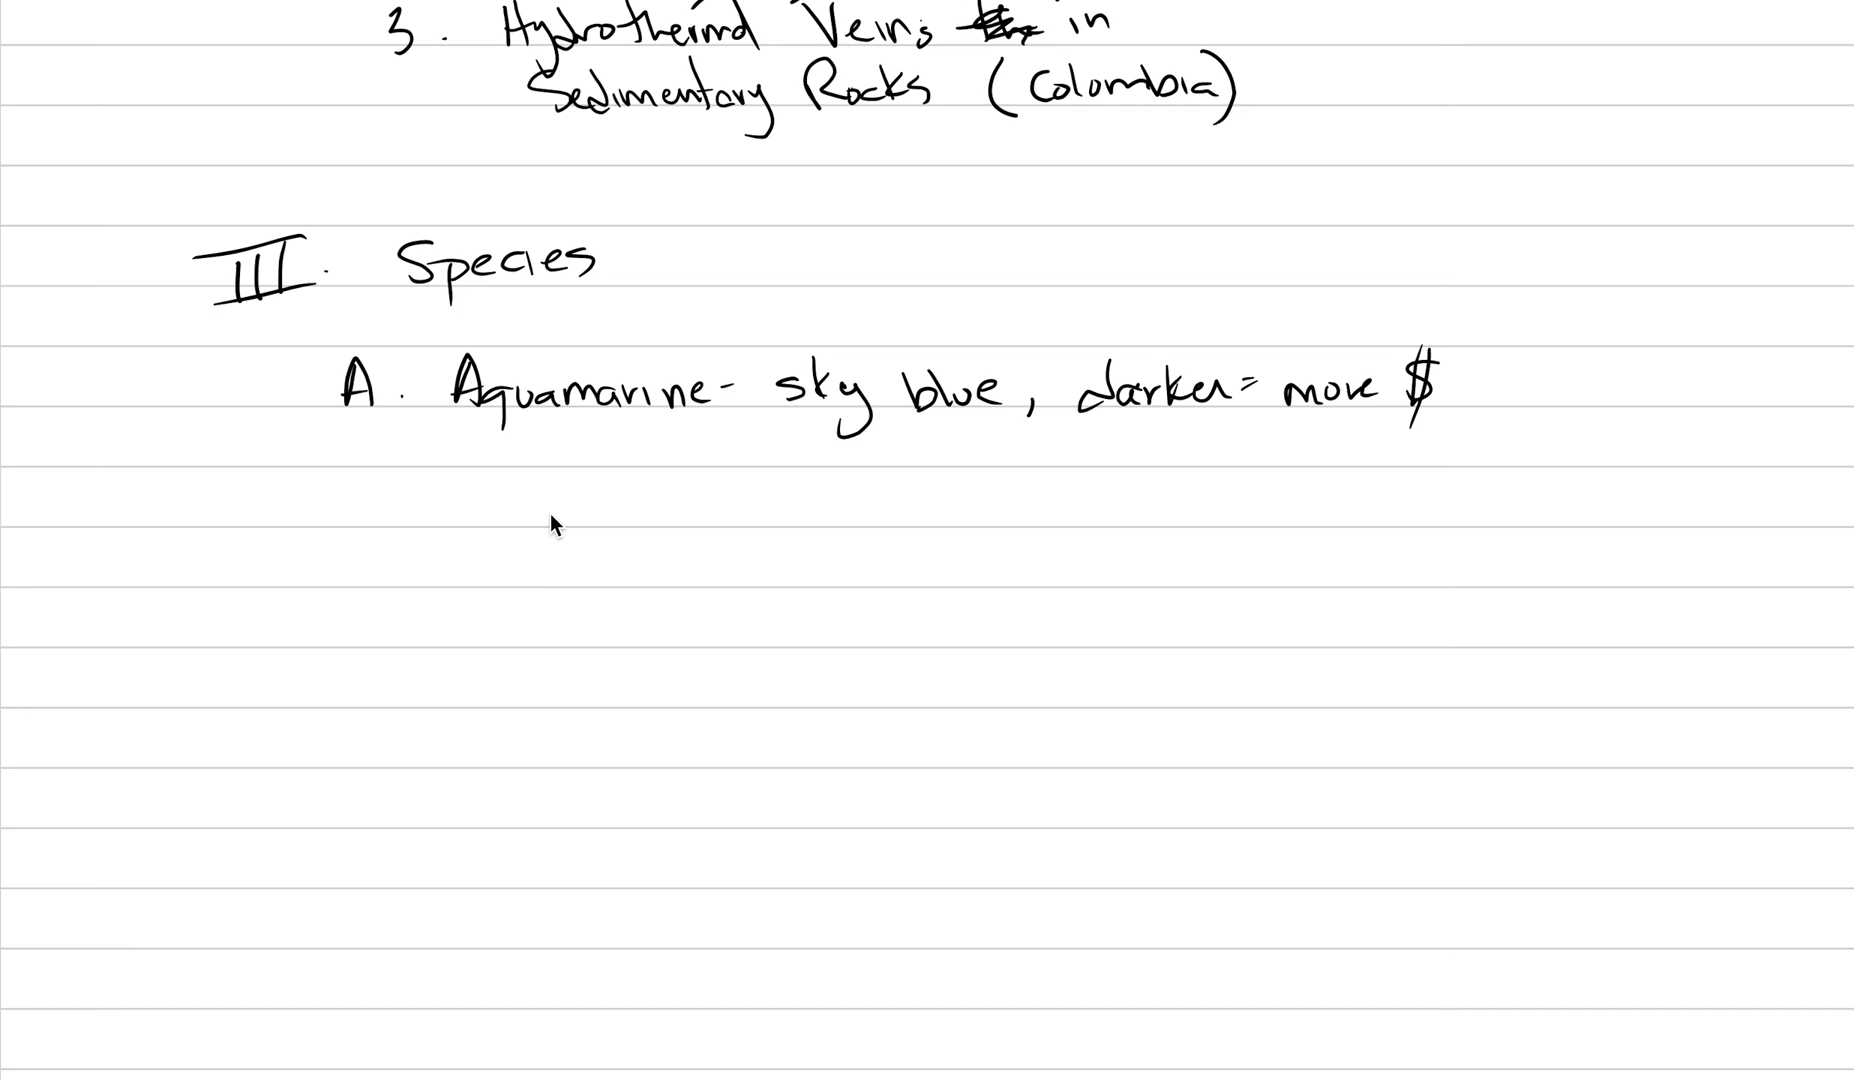 3. Hydrothermal Veins in
Sedimentary Rocks (Colombia)
III. Species
A. Aquamarine- sky blue, darker= more $